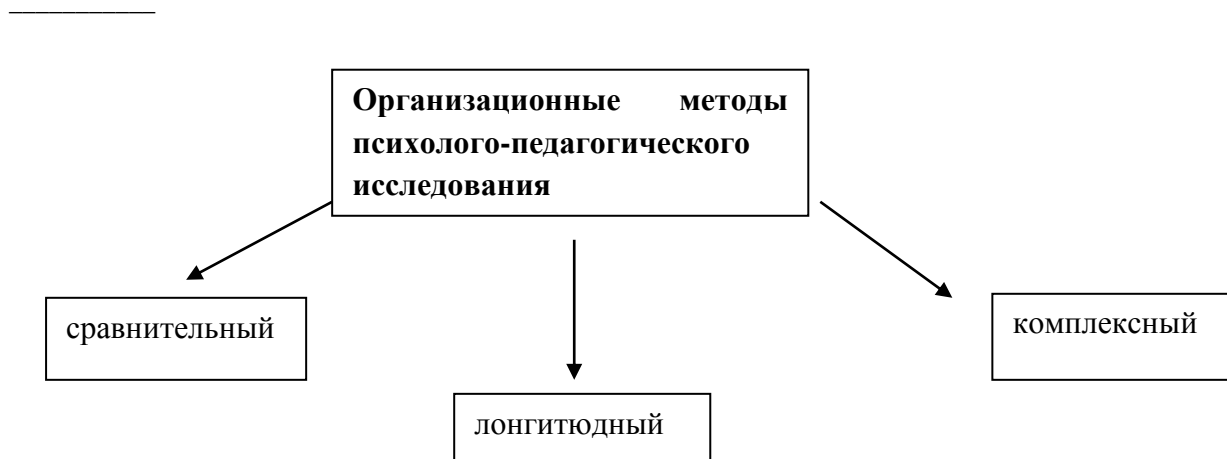 Организационные методы
психолого-педагогического
исследования
сравнительный
комплексный
лонгитюдный